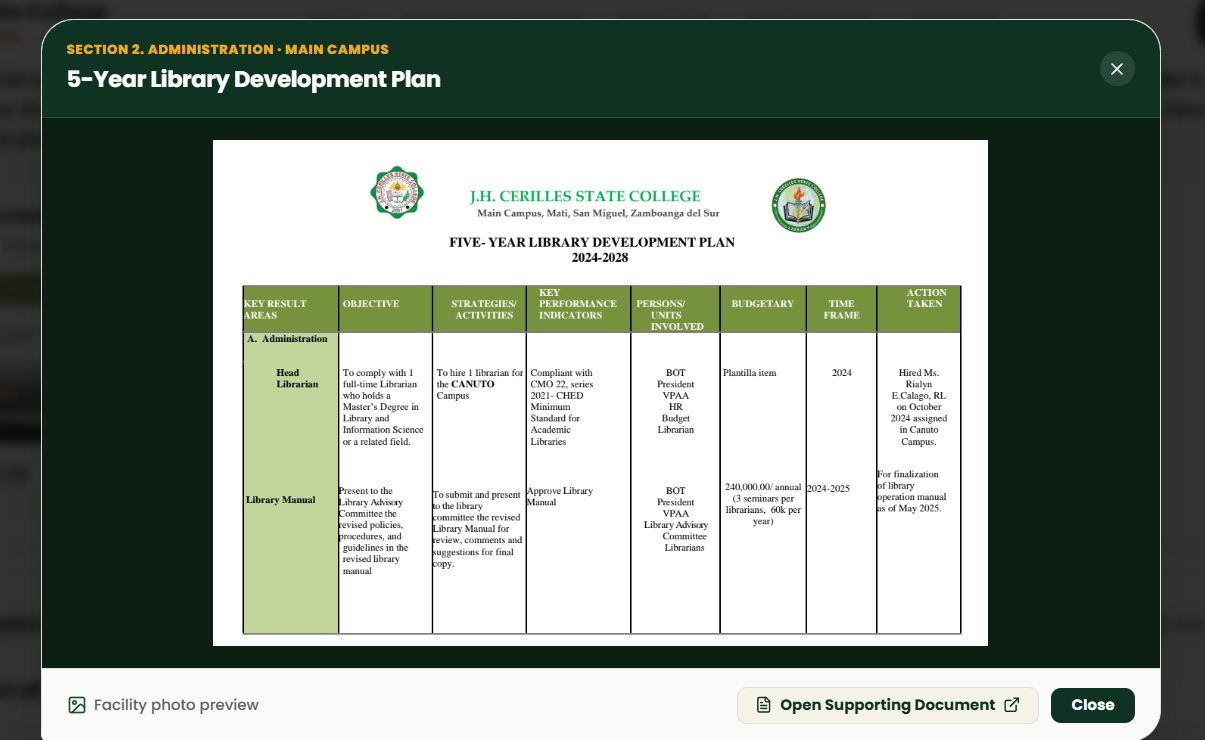 SECTION 2. ADMINISTRATION · MAIN CAMPUS
5-Year Library Development Plan
J.H. CERILLES STATE COLLEGE
Main Campus, Mati, San Miguel, Zamboanga del Sur
FIVE- YEAR LIBRARY DEVELOPMENT PLAN
2024-2028
KEY RESULT
AREAS
OBJECTIVE
STRATEGIES/
ACTIVITIES
KEY
PERFORMANCE
INDICATORS
PERSONS/
UNITS
INVOLVED
BUDGETARY
TIME
FRAME
ACTION
TAKEN
A. Administration
Head
Librarian
To comply with 1
full-time Librarian
who holds a
Master's Degree in
Library and
Information Science
or a related field.
To hire 1 librarian for
the CANUTO
Campus
Compliant with
CMO 22, series
2021- CHED
Minimum
Standard for
Academic
Libraries
BOT
President
VPAA
HR
Budget
Librarian
Plantilla item
2024
Hired Ms.
Rialyn
E.Calago, RL
on October
2024 assigned
in Canuto
Campus.
Library Manual
Present to the
Library Advisory
Committee the
revised policies,
procedures, and
guidelines in the
revised library
manual
To submit and present
to the library
committee the revised
Library Manual for
review, comments and
suggestions for final
copy.
Approve Library
Manual
BOT
President
VPAA
Library Advisory
Committee
Librarians
240,000.00/ annual
(3 seminars per
librarians, 60k per
year)
2024-2025
For finalization
of library
operation manual
as of May 2025.
Facility photo preview
Open Supporting Document
Close